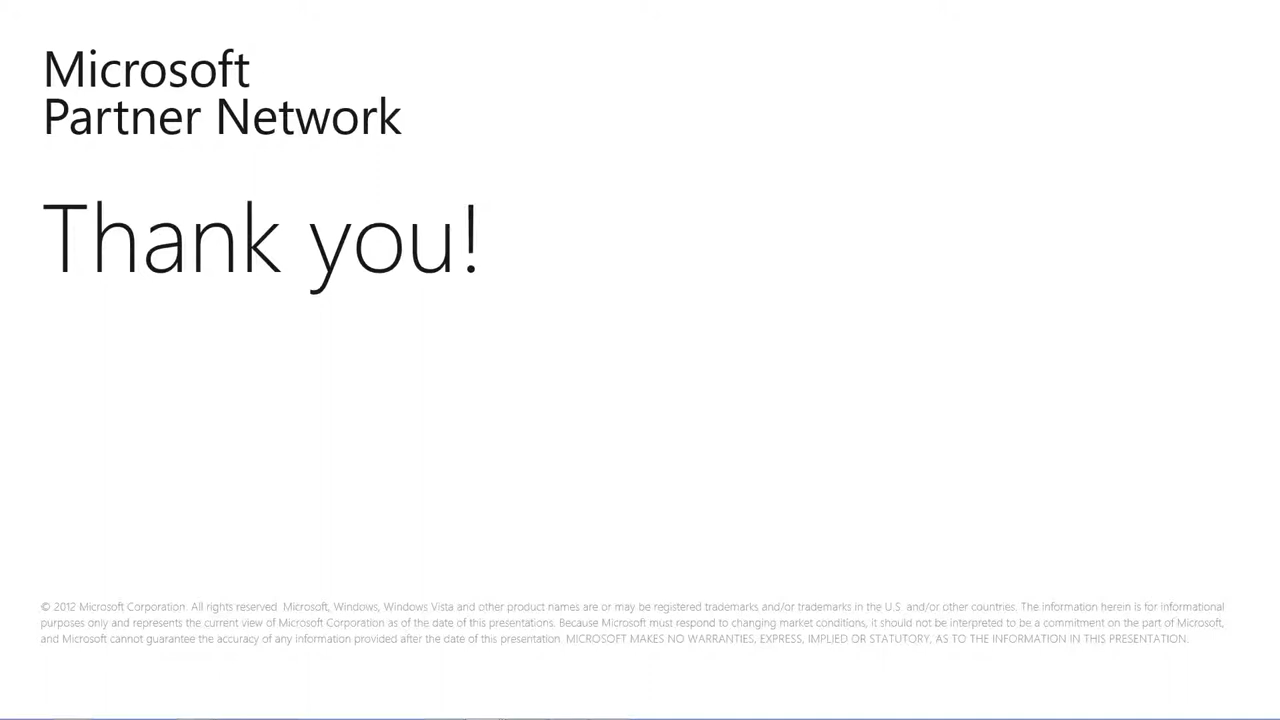 Microsoft
Partner Network
Thank you!
© 2012 Microsoft Corporation. All rights reserved. Microsoft, Windows, Windows Vista and other product names are or may be registered trademarks and/or trademarks in the U.S. and/or other countries. The information herein is for informational
purposes only and represents the current view of Microsoft Corporation as of the date of this presentations. Because Microsoft must respond to changing market conditions, it should not be interpreted to be a commitment on the part of Microsoft,
and Microsoft cannot guarantee the accuracy of any information provided after the date of this presentation. MICROSOFT MAKES NO WARRANTIES, EXPRESS, IMPLIED OR STATUTORY, AS TO THE INFORMATION IN THIS PRESENTATION.